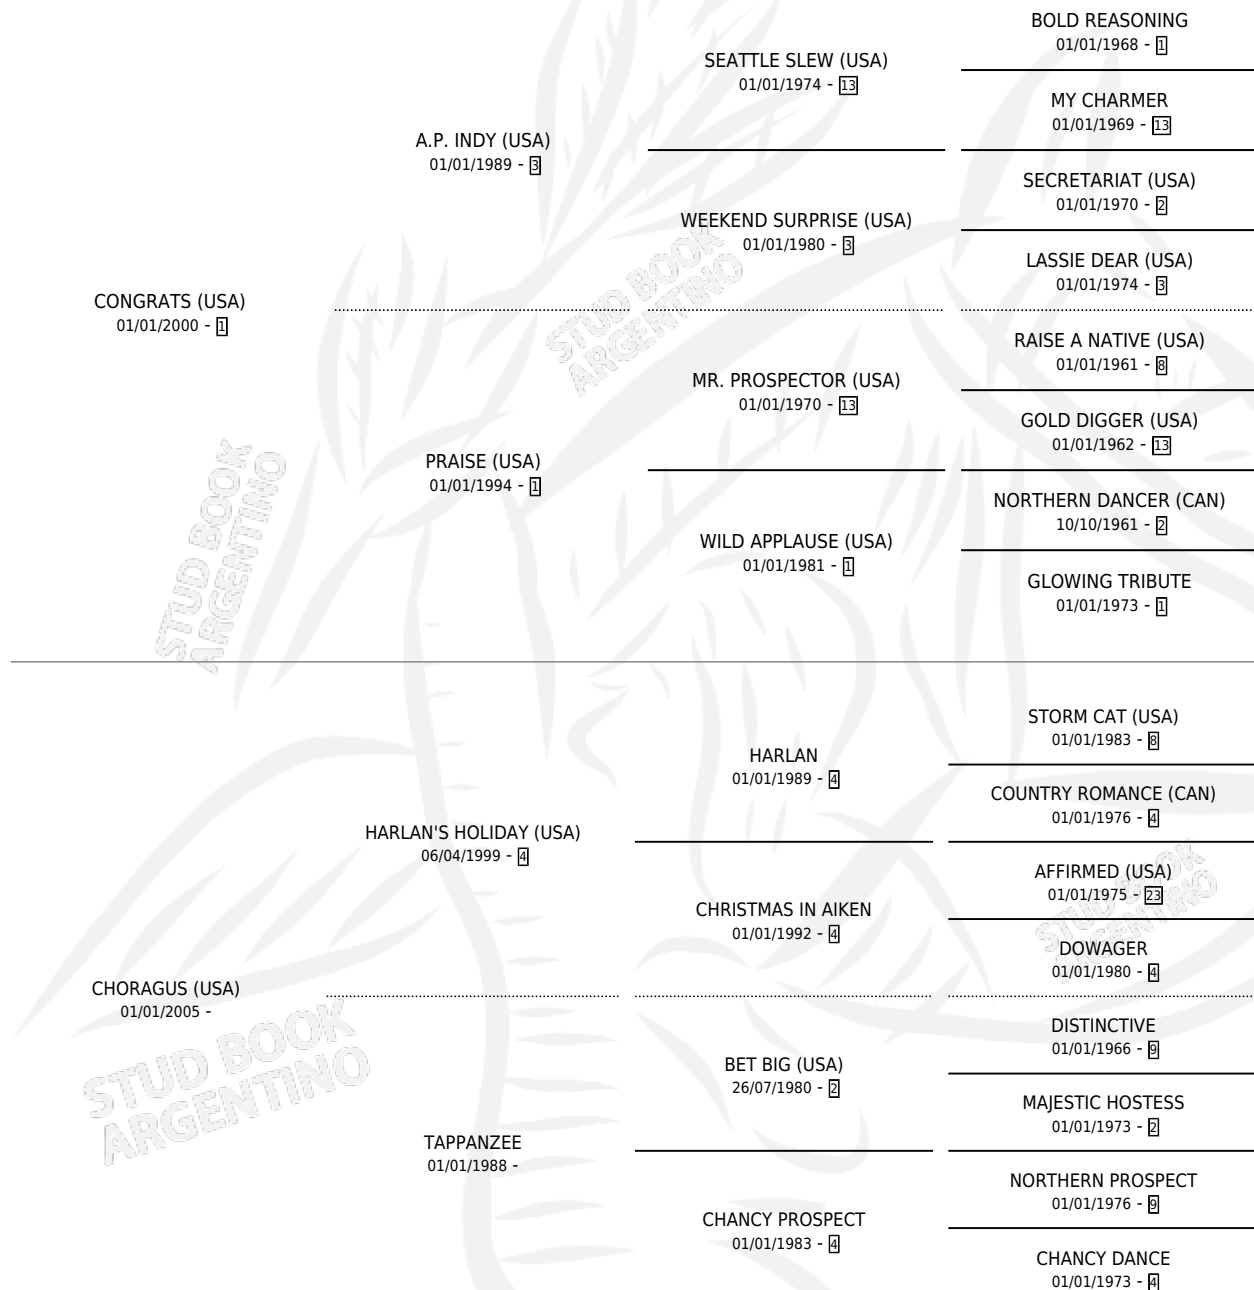 BOLD REASONING
01/01/1968 - 1
SEATTLE SLEW (USA)
01/01/1974 - 13
MY CHARMER
01/01/1969 - 13
A.P. INDY (USA)
01/01/1989 - 3
SECRETARIAT (USA)
01/01/1970 - 2
WEEKEND SURPRISE (USA)
01/01/1980 - 3
LASSIE DEAR (USA)
01/01/1974 - 3
CONGRATS (USA)
01/01/2000 - 1
RAISE A NATIVE (USA)
01/01/1961 - 8
MR. PROSPECTOR (USA)
01/01/1970 - 13
GOLD DIGGER (USA)
01/01/1962 - 13
PRAISE (USA)
01/01/1994 - 1
NORTHERN DANCER (CAN)
10/10/1961 - 2
WILD APPLAUSE (USA)
01/01/1981 - 1
GLOWING TRIBUTE
01/01/1973 - 1
STORM CAT (USA)
01/01/1983 - 8
HARLAN
01/01/1989 - 4
COUNTRY ROMANCE (CAN)
01/01/1976 - 4
HARLAN'S HOLIDAY (USA)
06/04/1999 - 4
AFFIRMED (USA)
01/01/1975 - 23
CHRISTMAS IN AIKEN
01/01/1992 - 4
DOWAGER
01/01/1980 - 4
CHORAGUS (USA)
01/01/2005 -
DISTINCTIVE
01/01/1966 - 9
BET BIG (USA)
26/07/1980 - 2
MAJESTIC HOSTESS
01/01/1973 - 2
TAPPANZEE
01/01/1988 -
NORTHERN PROSPECT
01/01/1976 - 9
CHANCY PROSPECT
01/01/1983 - 4
CHANCY DANCE
01/01/1973 - 4
STUD BOOK
ARGENTINO
STUD BOOK
ARGENTINO
STUD BOOK
ARGENTINO
STUD BOOK
ARGENTINO